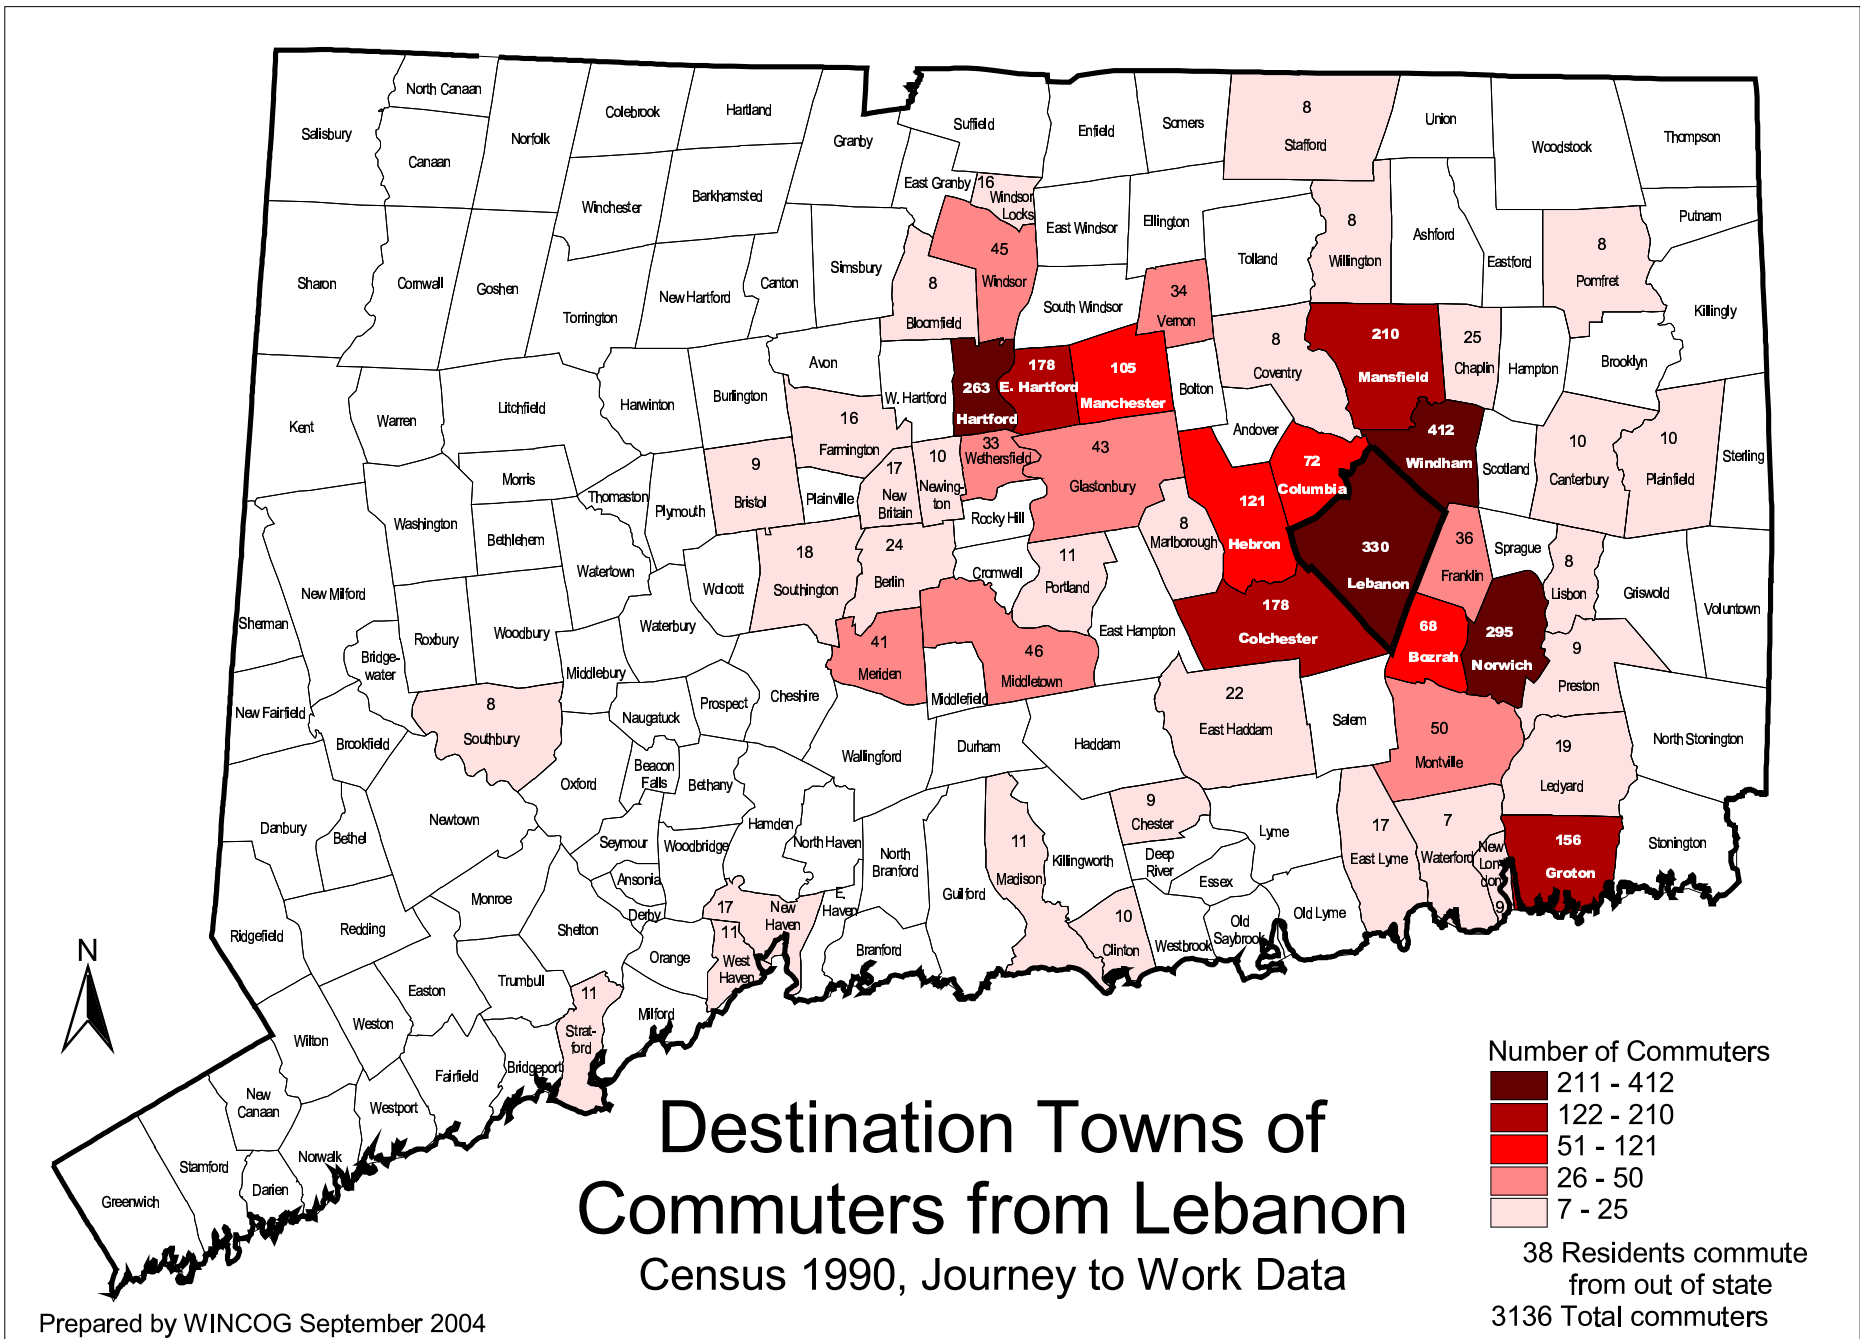 North Canaan
Salisbury
Canaan
Norfolk
Colebrook
Hartland
Granby
Suffield
Enfield
Somers
8
Stafford
Union
Woodstock
Thompson
Winchester
Barkhamsted
East Granby
16
Windsor
Locks
East Windsor
Ellington
Tolland
8
Willington
Ashford
Eastford
8
Pomfret
Putnam
Killingly
Sharon
Cornwall
Goshen
Torrington
New Hartford
Canton
Simsbury
8
Bloomfield
45
Windsor
South Windsor
34
Vernon
8
Coventry
210
Mansfield
25
Chaplin
Hampton
Brooklyn
Kent
Warren
Litchfield
Harwinton
Burlington
Avon
W. Hartford
263
Hartford
178
E. Hartford
105
Manchester
Bolton
Andover
72
Columbia
412
Windham
Scotland
10
Canterbury
10
Plainfield
Sterling
16
Farmington
9
Bristol
Plainville
17
New
Britain
10
Newing-
ton
33
Wethersfield
43
Glastonbury
Rocky Hill
Morris
Thomaston
Plymouth
Washington
Bethlehem
Watertown
Wolcott
18
Southington
24
Berlin
Cromwell
11
Portland
8
Marlborough
121
Hebron
330
Lebanon
36
Franklin
Sprague
8
Lisbon
Griswold
Voluntown
New Milford
Sherman
Roxbury
Woodbury
Waterbury
Bridge-
water
Middlebury
41
Meriden
46
Middletown
Middlefield
East Hampton
178
Colchester
68
Bozrah
295
Norwich
9
Preston
New Fairfield
Brookfield
8
Southbury
Naugatuck
Prospect
Cheshire
Wallingford
Durham
Haddam
22
East Haddam
Salem
50
Montville
19
Ledyard
North Stonington
Danbury
Bethel
Newtown
Oxford
Beacon
Falls
Bethany
Hamden
North Haven
North
Branford
Guilford
11
Madison
Killingworth
9
Chester
Deep
River
Essex
Lyme
17
East Lyme
7
Waterford
New
Lon-
don
9
156
Groton
Stonington
Seymour
Woodbridge
Ansonia
Derby
Monroe
Shelton
Ridgefield
Redding
17
New
Haven
E.
Haven
Branford
10
Clinton
Westbrook
Old
Saybrook
Old Lyme
Orange
11
West
Haven
Trumbull
Easton
Weston
Wilton
11
Strat-
ford
Milford
Bridgeport
Fairfield
Westport
New
Canaan
Norwalk
Darien
Stamford
Greenwich
N
Number of Commuters
211 - 412
122 - 210
51 - 121
26 - 50
7 - 25
38 Residents commute
from out of state
3136 Total commuters
Destination Towns of
Commuters from Lebanon
Census 1990, Journey to Work Data
Prepared by WINCOG September 2004